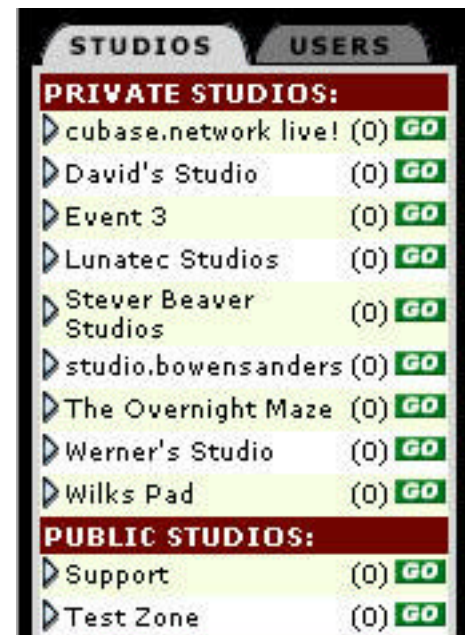 STUDIOS USERS
PRIVATE STUDIOS:
cubase.network live! (0) GO
David's Studio (0) GO
Event 3 (0) GO
Lunatec Studios (0) GO
Stever Beaver
Studios (0) GO
studio.bowensanders (0) GO
The Overnight Maze (0) GO
Werner's Studio (0) GO
Wilks Pad (0) GO
PUBLIC STUDIOS:
Support (0) GO
Test Zone (0) GO